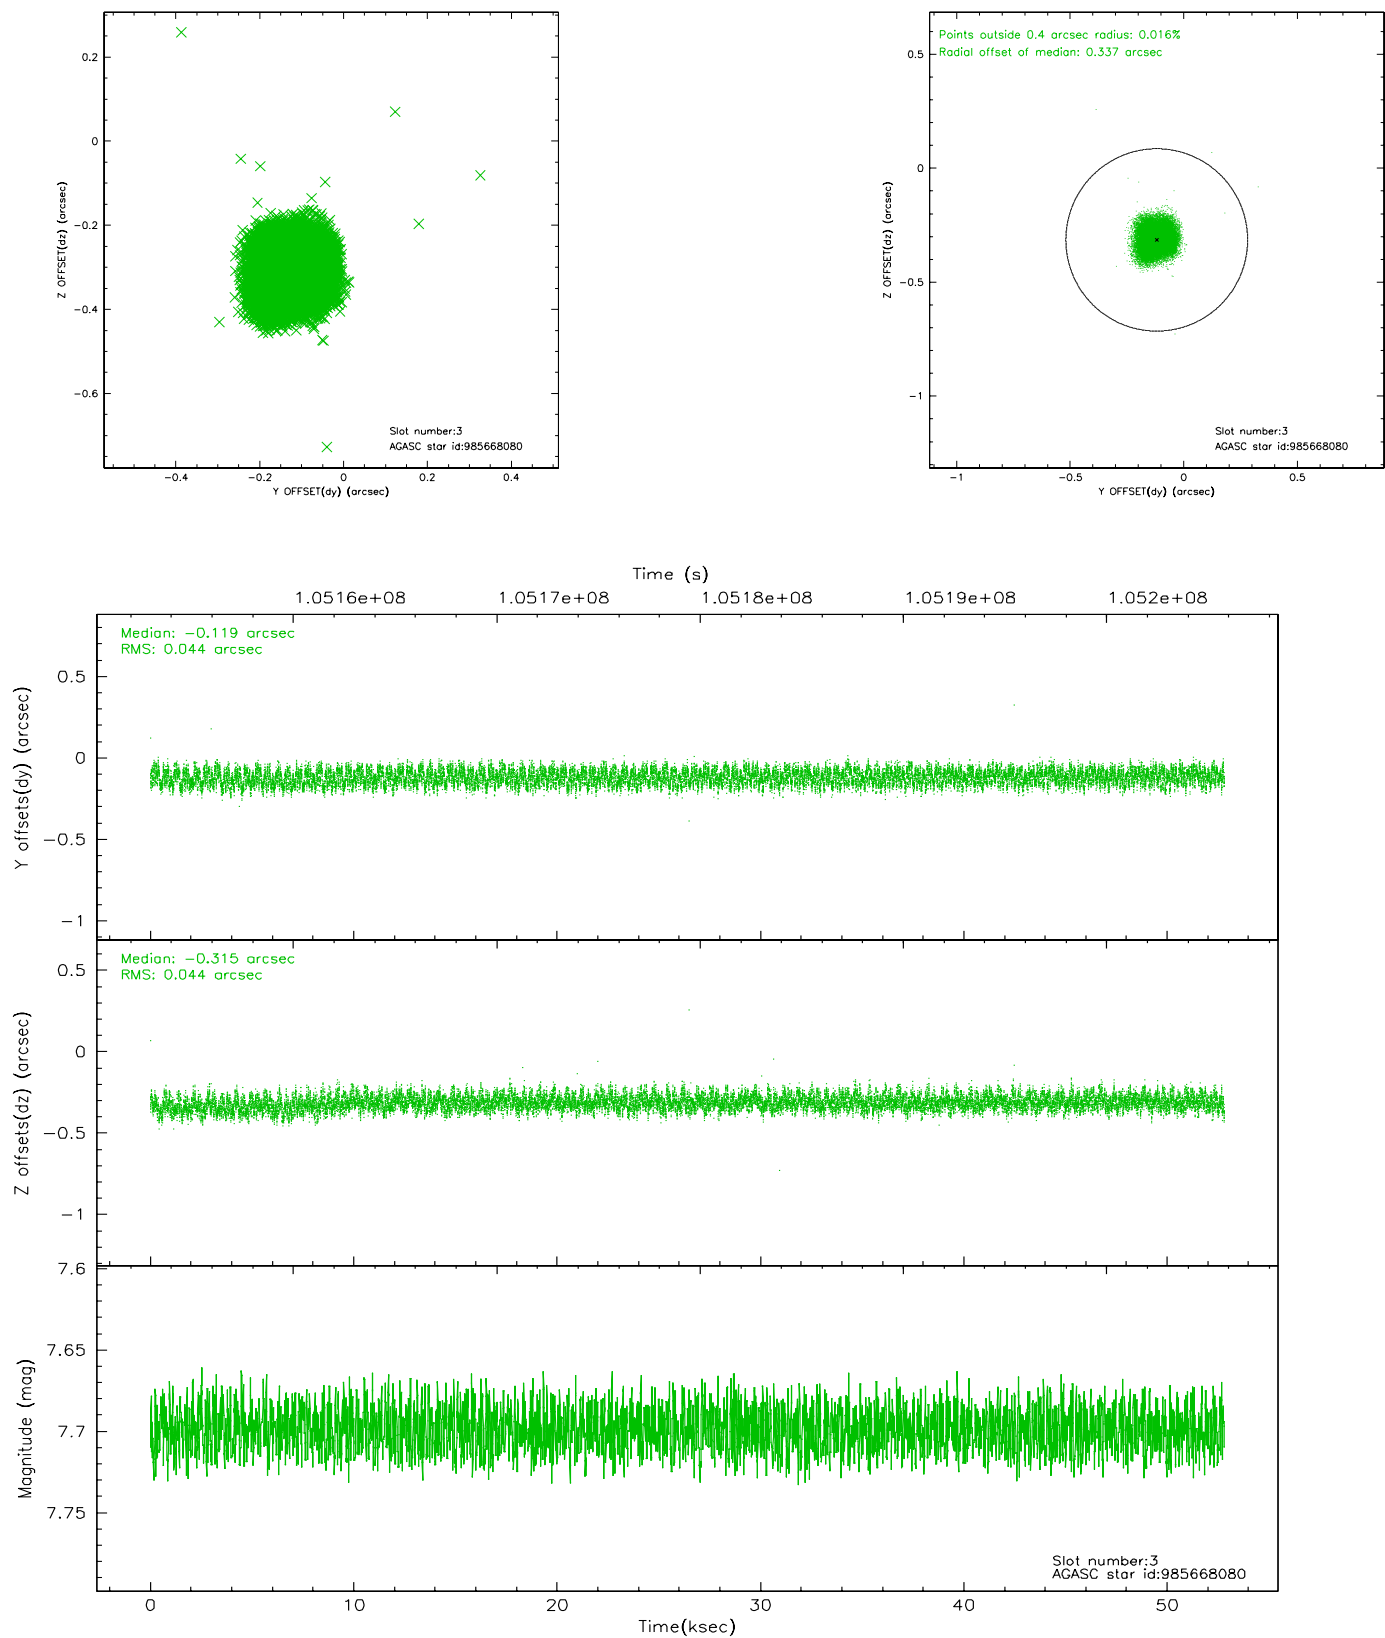 0.2
0
−0.2
−0.4
−0.6
Z OFFSET(dz) (arcsec)
Slot number:3
AGASC star id:985668080
−0.4
−0.2
0
0.2
0.4
Y OFFSET(dy) (arcsec)
Points outside 0.4 arcsec radius: 0.016%
Radial offset of median: 0.337 arcsec
0.5
0
−0.5
−1
Z OFFSET(dz) (arcsec)
Slot number:3
AGASC star id:985668080
−1
−0.5
0
0.5
Y OFFSET(dy) (arcsec)
Time (s)
1.0516e+08
1.0517e+08
1.0518e+08
1.0519e+08
1.052e+08
Median: −0.119 arcsec
RMS: 0.044 arcsec
0.5
0
−0.5
−1
Y offsets(dy) (arcsec)
Median: −0.315 arcsec
RMS: 0.044 arcsec
0.5
0
−0.5
−1
Z offsets(dz) (arcsec)
7.6
7.65
7.7
7.75
Magnitude (mag)
Slot number:3
AGASC star id:985668080
0
10
20
30
40
50
Time(ksec)